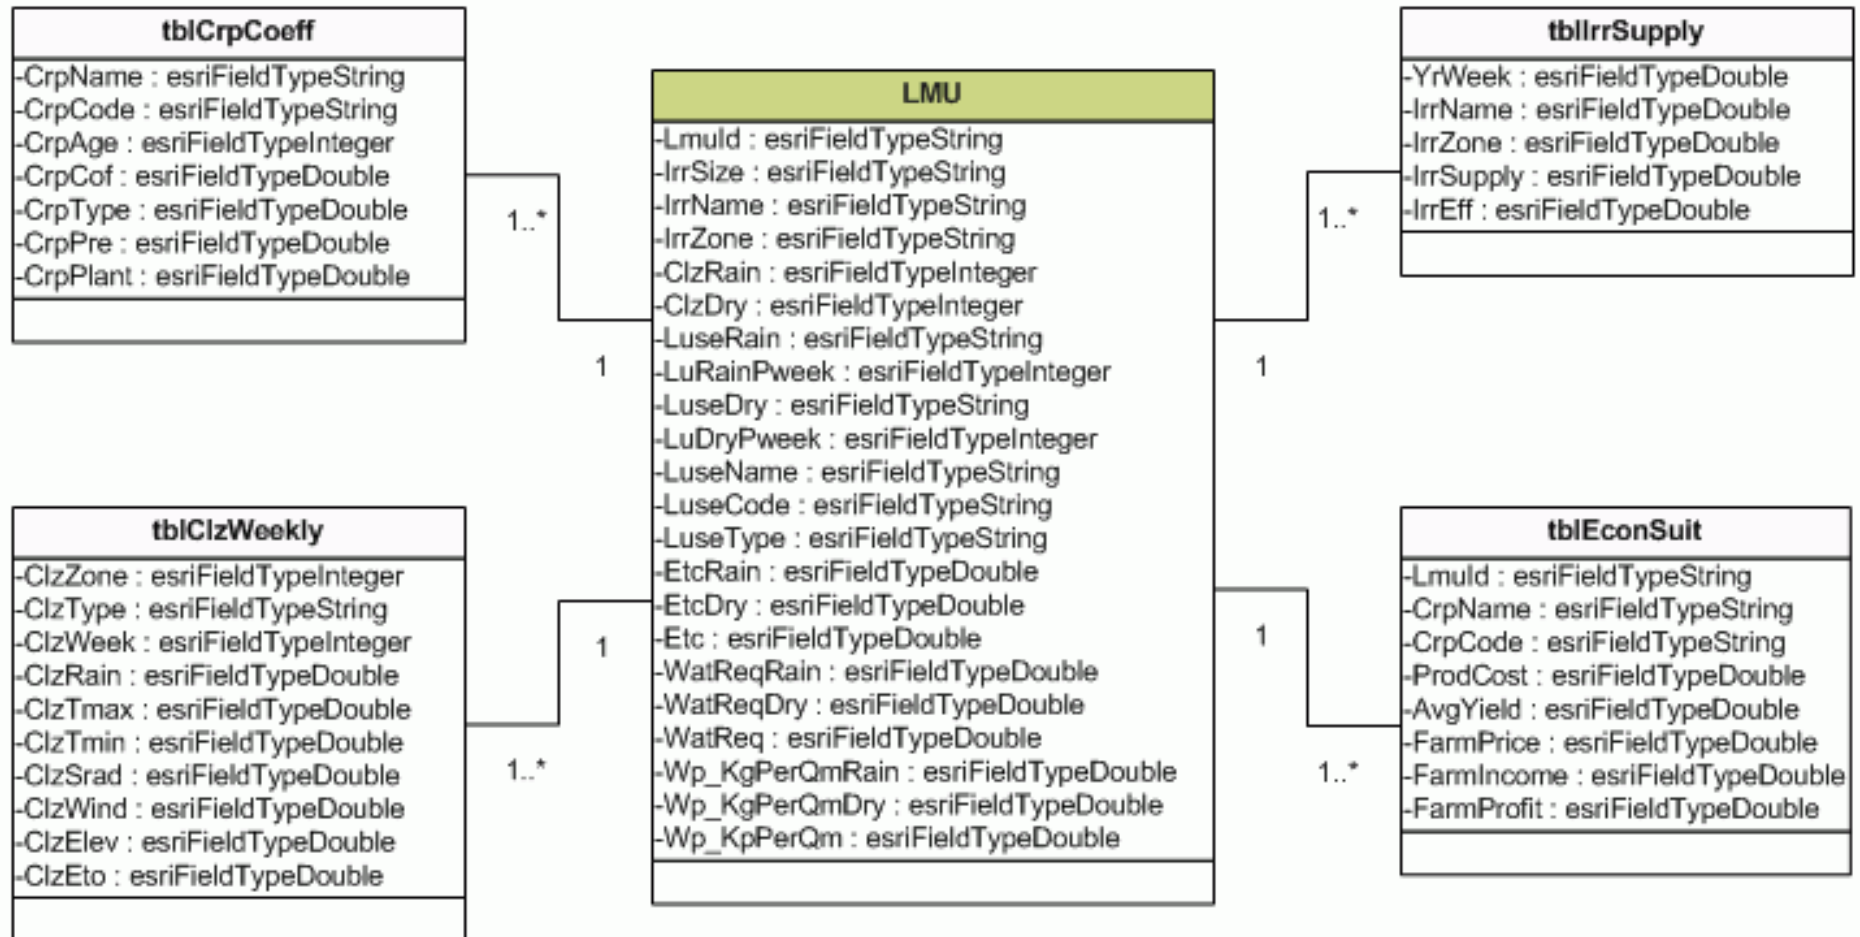 tblCrpCoeff
-CrpName : esriFieldTypeString
-CrpCode : esriFieldTypeString
-CrpAge : esriFieldTypeInteger
-CrpCof : esriFieldTypeDouble
-CrpType : esriFieldTypeDouble
-CrpPre : esriFieldTypeDouble
-CrpPlant : esriFieldTypeDouble
1..*
1
tblClzWeekly
-ClzZone : esriFieldTypeInteger
-ClzType : esriFieldTypeString
-ClzWeek : esriFieldTypeInteger
-ClzRain : esriFieldTypeDouble
-ClzTmax : esriFieldTypeDouble
-ClzTmin : esriFieldTypeDouble
-ClzSrad : esriFieldTypeDouble
-ClzWind : esriFieldTypeDouble
-ClzElev : esriFieldTypeDouble
-ClzEto : esriFieldTypeDouble
1
1..*
LMU
-LmuId : esriFieldTypeString
-IrrSize : esriFieldTypeString
-IrrName : esriFieldTypeString
-IrrZone : esriFieldTypeString
-ClzRain : esriFieldTypeInteger
-ClzDry : esriFieldTypeInteger
-LuseRain : esriFieldTypeString
-LuRainPweek : esriFieldTypeInteger
-LuseDry : esriFieldTypeString
-LuDryPweek : esriFieldTypeInteger
-LuseName : esriFieldTypeString
-LuseCode : esriFieldTypeString
-LuseType : esriFieldTypeString
-EtcRain : esriFieldTypeDouble
-EtcDry : esriFieldTypeDouble
-Etc : esriFieldTypeDouble
-WatReqRain : esriFieldTypeDouble
-WatReqDry : esriFieldTypeDouble
-WatReq : esriFieldTypeDouble
-Wp_KgPerQmRain : esriFieldTypeDouble
-Wp_KgPerQmDry : esriFieldTypeDouble
-Wp_KpPerQm : esriFieldTypeDouble
tblIrrSupply
-YrWeek : esriFieldTypeDouble
-IrrName : esriFieldTypeDouble
-IrrZone : esriFieldTypeDouble
-IrrSupply : esriFieldTypeDouble
-IrrEff : esriFieldTypeDouble
1..*
1
tblEconSuit
-LmuId : esriFieldTypeString
-CrpName : esriFieldTypeString
-CrpCode : esriFieldTypeString
-ProdCost : esriFieldTypeDouble
-AvgYield : esriFieldTypeDouble
-FarmPrice : esriFieldTypeDouble
-FarmIncome : esriFieldTypeDouble
-FarmProfit : esriFieldTypeDouble
1
1..*